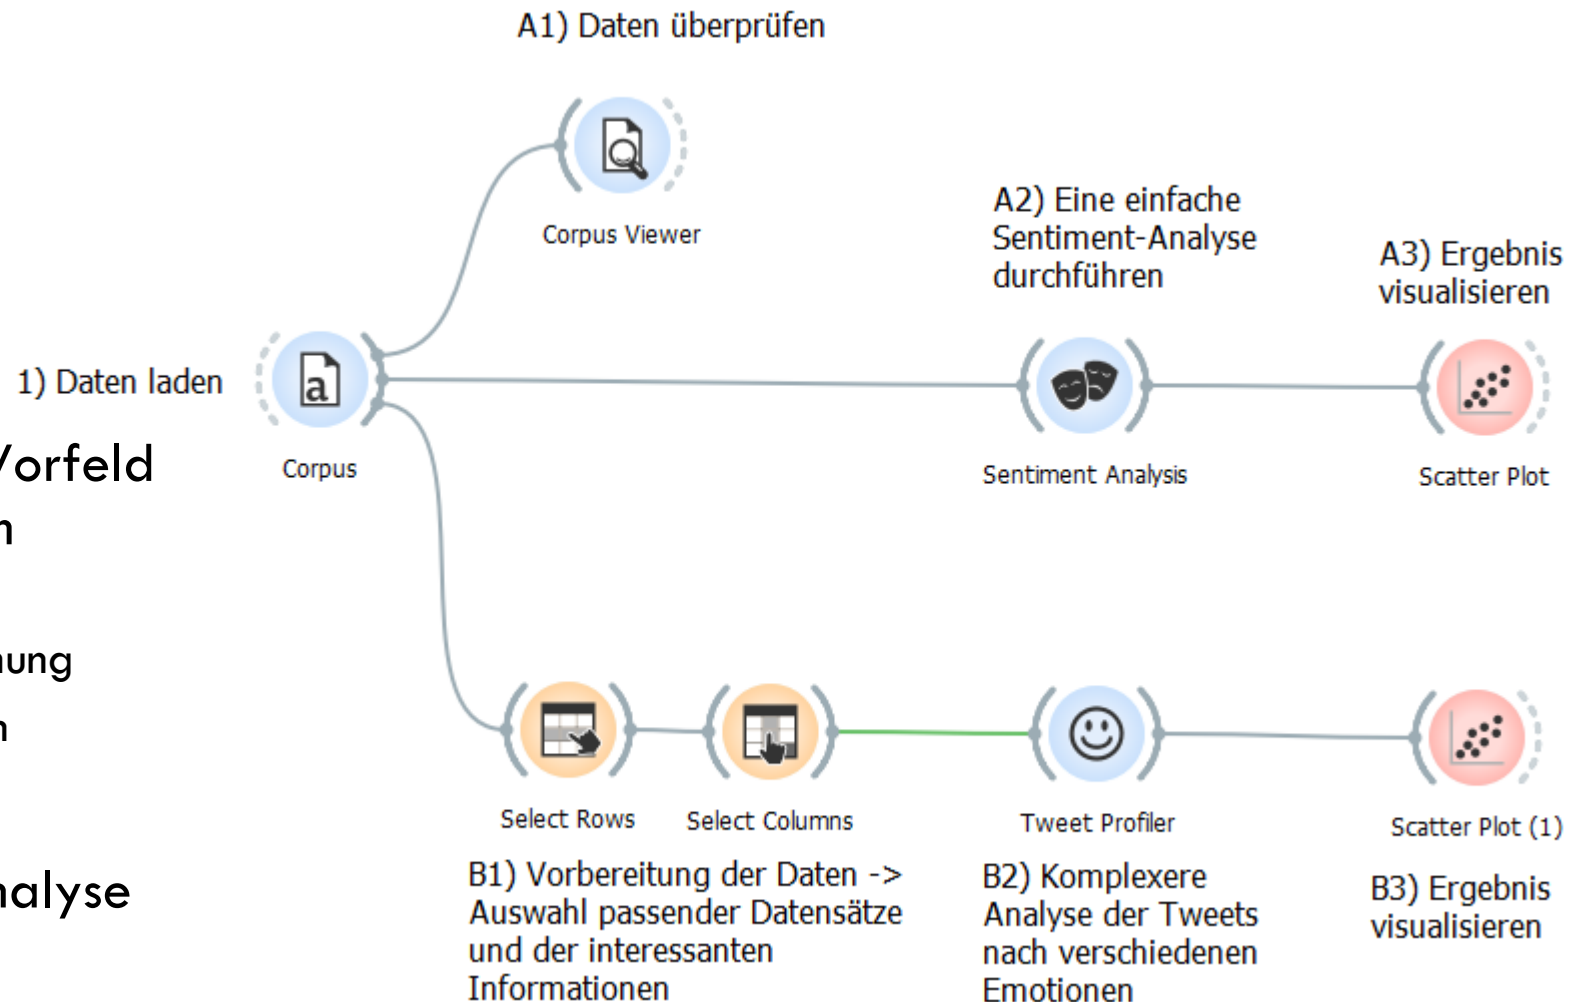 A1) Daten überprüfen
Corpus Viewer
A2) Eine einfache
Sentiment-Analyse
durchführen
A3) Ergebnis
visualisieren
1) Daten laden
a
Corpus
Sentiment Analysis
Scatter Plot
Vorfeld
Select Rows
Select Columns
Tweet Profiler
Scatter Plot (1)
B1) Vorbereitung der Daten ->
Auswahl passender Datensätze
und der interessanten
Informationen
B2) Komplexere
Analyse der Tweets
nach verschiedenen
Emotionen
B3) Ergebnis
visualisieren